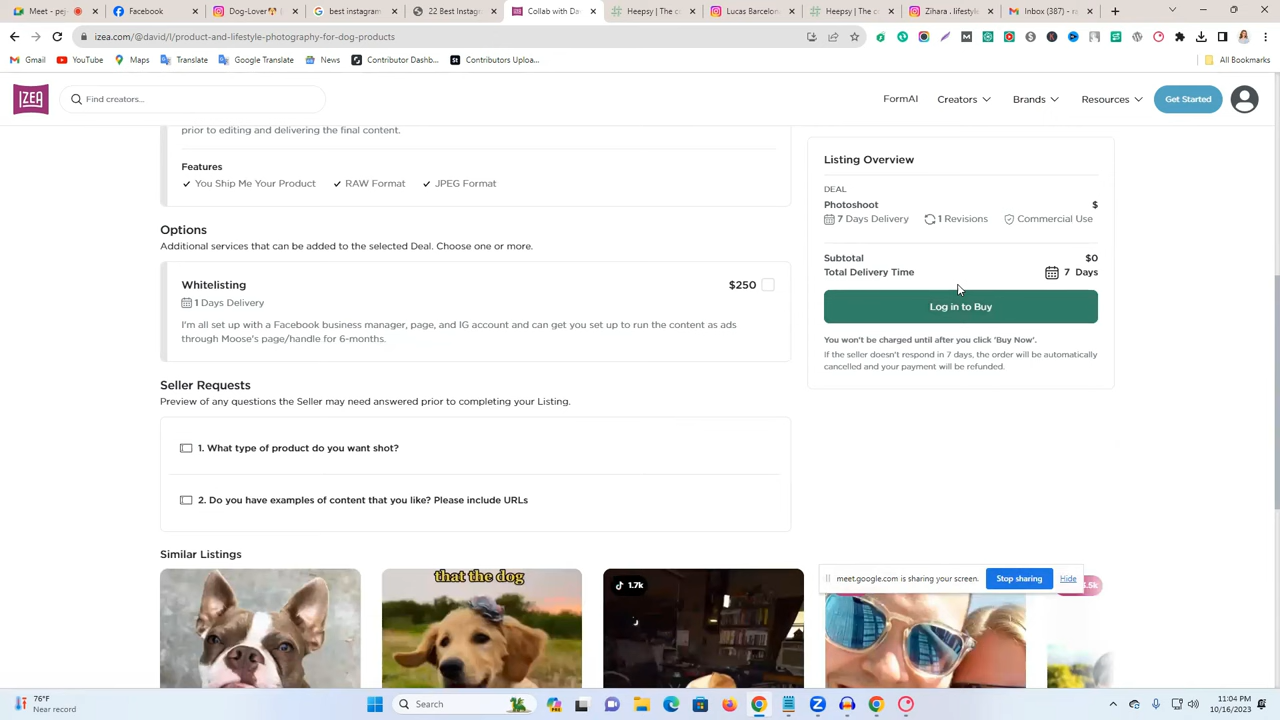 Meet - pej
Facebook
Dog-Lover
best instagram
22 Best Instag
Collab with Da
Heepsy (The c
Lucas Barcelon
Heepsy (The c
Zihara - lifesty
Emails (307) - r
izea.com/@david/l/product-and-lifestyle-photography-for-dog-products
Gmail
YouTube
Maps
Translate
Google Translate
News
Contributor Dashb...
Contributors Uploa...
All Bookmarks
IZEA
Find creators...
FormAI
Creators
Brands
Resources
Get Started
prior to editing and delivering the final content.
Features
You Ship Me Your Product
RAW Format
JPEG Format
Options
Additional services that can be added to the selected Deal. Choose one or more.
Whitelisting
$250
1 Days Delivery
I'm all set up with a Facebook business manager, page, and IG account and can get you set up to run the content as ads
through Moose's page/handle for 6-months.
Seller Requests
Preview of any questions the Seller may need answered prior to completing your Listing.
1. What type of product do you want shot?
2. Do you have examples of content that you like? Please include URLs
Listing Overview
DEAL
Photoshoot
$
7 Days Delivery
1 Revisions
Commercial Use
Subtotal
$0
Total Delivery Time
7 Days
Log in to Buy
You won't be charged until after you click 'Buy Now'.
If the seller doesn't respond in 7 days, the order will be automatically
cancelled and your payment will be refunded.
Similar Listings
that the dog
1.7k
meet.google.com is sharing your screen.
Stop sharing
Hide
.5k
76°F
Near record
Search
11:04 PM
10/16/2023